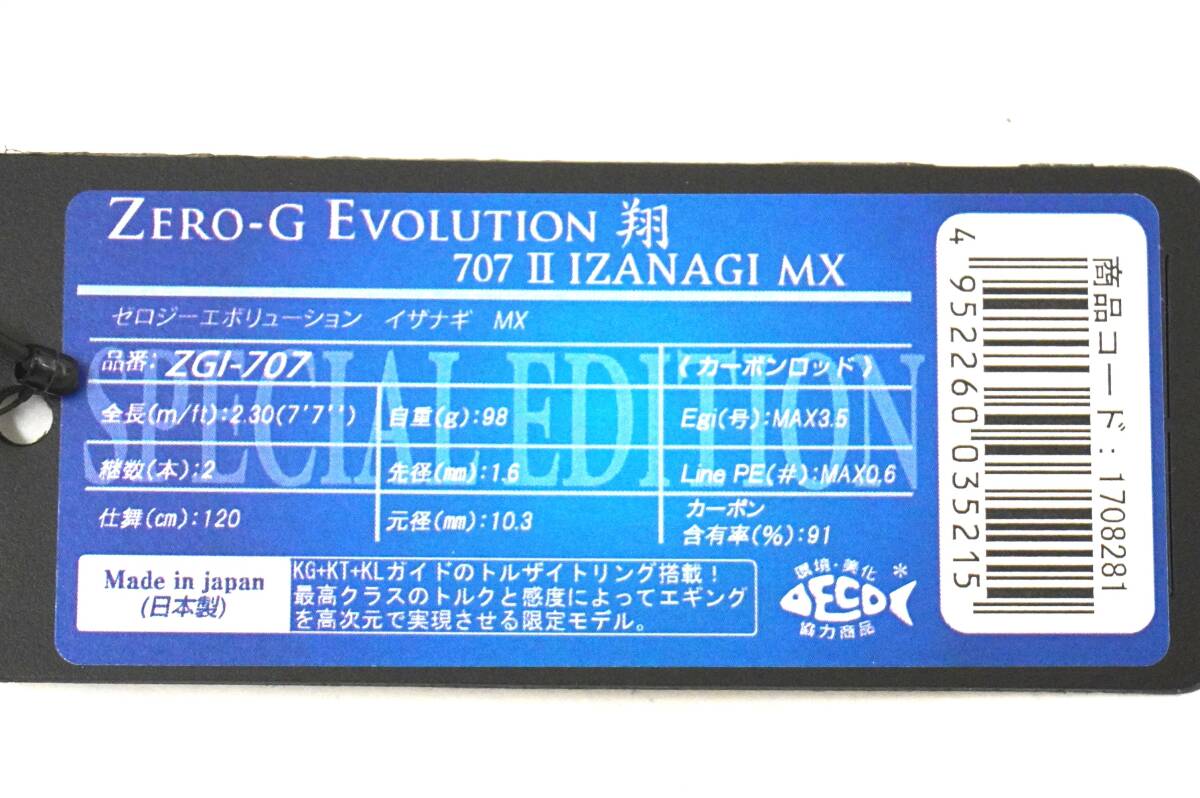 ZERO-G EVOLUTION 翔
707 II IZANAGI MX
ゼロジーエボリューション イザナギ MX
SPECIAL EDITION
品番: ZGI-707
《カーボンロッド》
全長(m/ft):2.30(7'7'')
自重(g):98
Egi(号):MAX3.5
継数(本):2
先径(mm):1.6
Line PE(#):MAX0.6
仕舞(cm):120
元径(mm):10.3
カーボン
含有率(%):91
Made in japan
(日本製)
KG+KT+KLガイドのトルザイトリング搭載!
最高クラスのトルクと感度によってエギング
を高次元で実現させる限定モデル。
環境・美化
DECO
協力商品
*
商品コード: 1708281
4952260035215